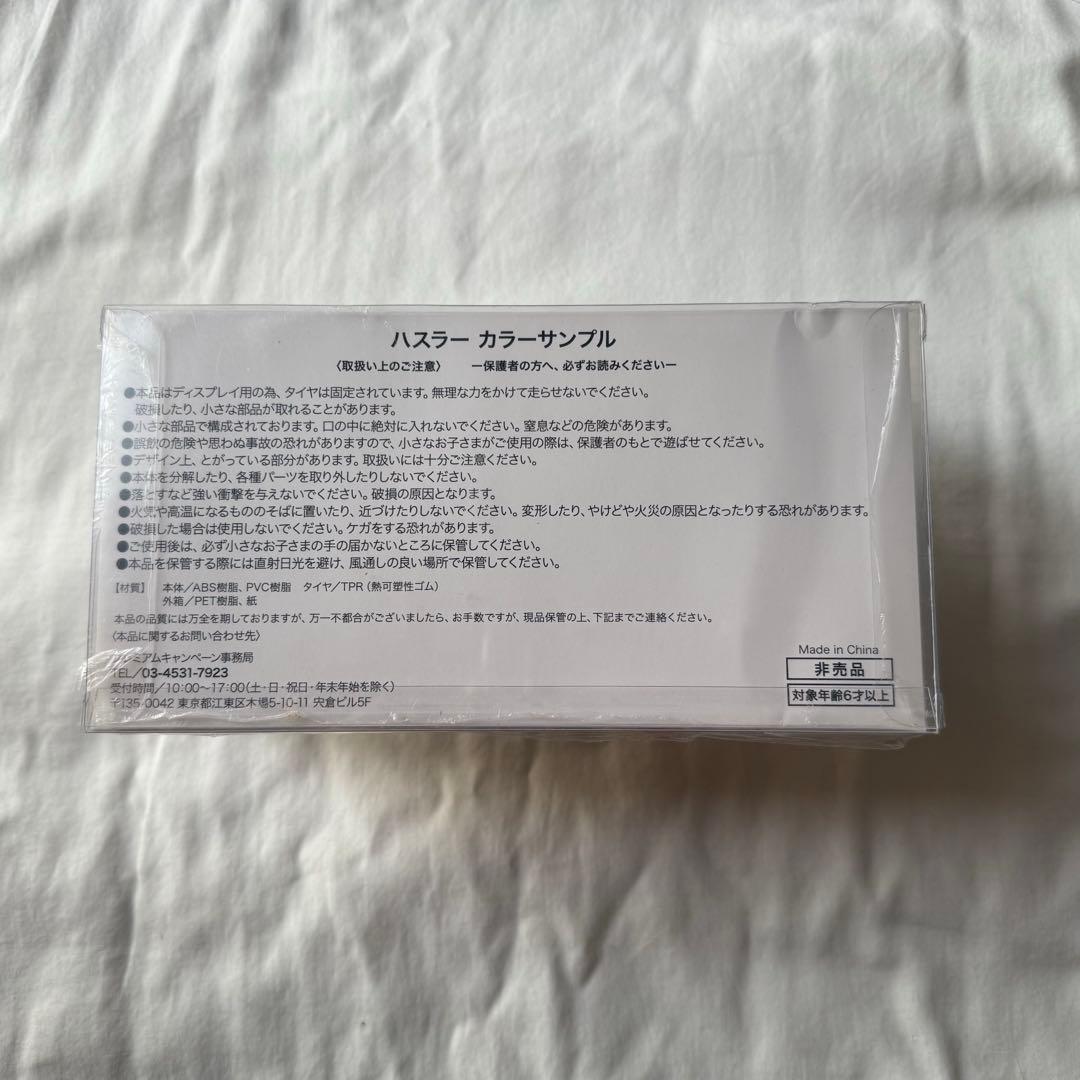 ハスラー カラーサンプル
〈取扱い上のご注意〉 ー保護者の方へ、必ずお読みくださいー
●本品はディスプレイ用の為、タイヤは固定されています。無理な力をかけて走らせないでください。
破損したり、小さな部品が取れることがあります。
●小さな部品で構成されております。口の中に絶対に入れないでください。窒息などの危険があります。
●誤飲の危険や思わぬ事故の恐れがありますので、小さなお子さまがご使用の際は、保護者のもとで遊ばせてください。
●デザイン上、とがっている部分があります。取扱いには十分ご注意ください。
●本体を分解したり、各種パーツを取り外したりしないでください。
●落とすなど強い衝撃を与えないでください。破損の原因となります。
●火気や高温になるもののそばに置いたり、近づけたりしないでください。変形したり、やけどや火災の原因となったりする恐れがあります。
●破損した場合は使用しないでください。ケガをする恐れがあります。
●ご使用後は、必ず小さなお子さまの手の届かないところに保管してください。
●本品を保管する際には直射日光を避け、風通しの良い場所で保管してください。
【材質】 本体／ABS樹脂、PVC樹脂 タイヤ／TPR（熱可塑性ゴム）
外箱／PET樹脂、紙
本品の品質には万全を期しておりますが、万一不都合がございましたら、お手数ですが、現品保管の上、下記までご連絡ください。
〈本品に関するお問い合わせ先〉
プレミアムキャンペーン事務局
TEL／03-4531-7923
受付時間／10:00〜17:00（土・日・祝日・年末年始を除く）
〒135-0042 東京都江東区木場5-10-11 宍倉ビル5F
Made in China
非売品
対象年齢6才以上